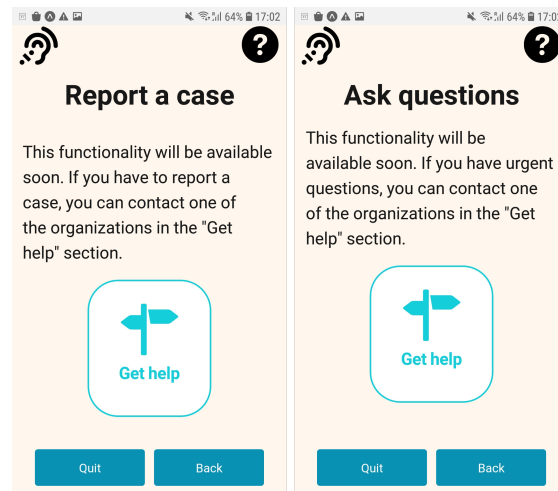 64% 17:02
?
Report a case
This functionality will be available
soon. If you have to report a
case, you can contact one of
the organizations in the "Get
help" section.
Get help
Quit Back
64% 17:02
?
Ask questions
This functionality will be
available soon. If you have urgent
questions, you can contact one
of the organizations in the "Get
help" section.
Get help
Quit Back